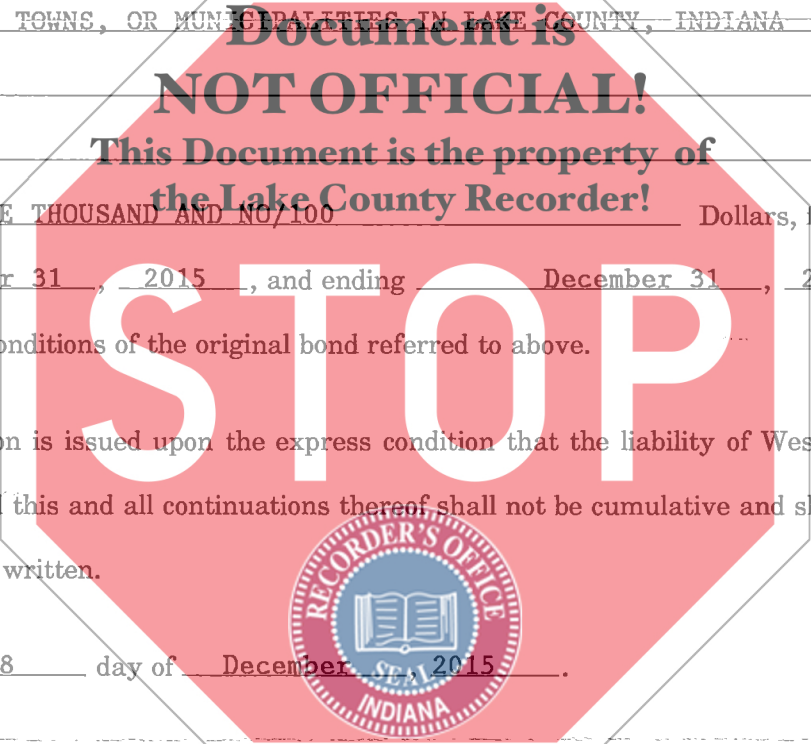 Document is
TOWNS, OR MUNICIPALITIES IN LAKE COUNTY, INDIANA
NOT OFFICIAL!
This Document is the property of
the Lake County Recorder!
E THOUSAND AND NO/100 Dollars, f
r 31, 2015, and ending December 31, 2
STOP
onditions of the original bond referred to above.
on is issued upon the express condition that the liability of Wes
this and all continuations thereof shall not be cumulative and sh
written.
RECORDER'S OFFICE
SEAL
INDIANA
8 day of December, 2015.